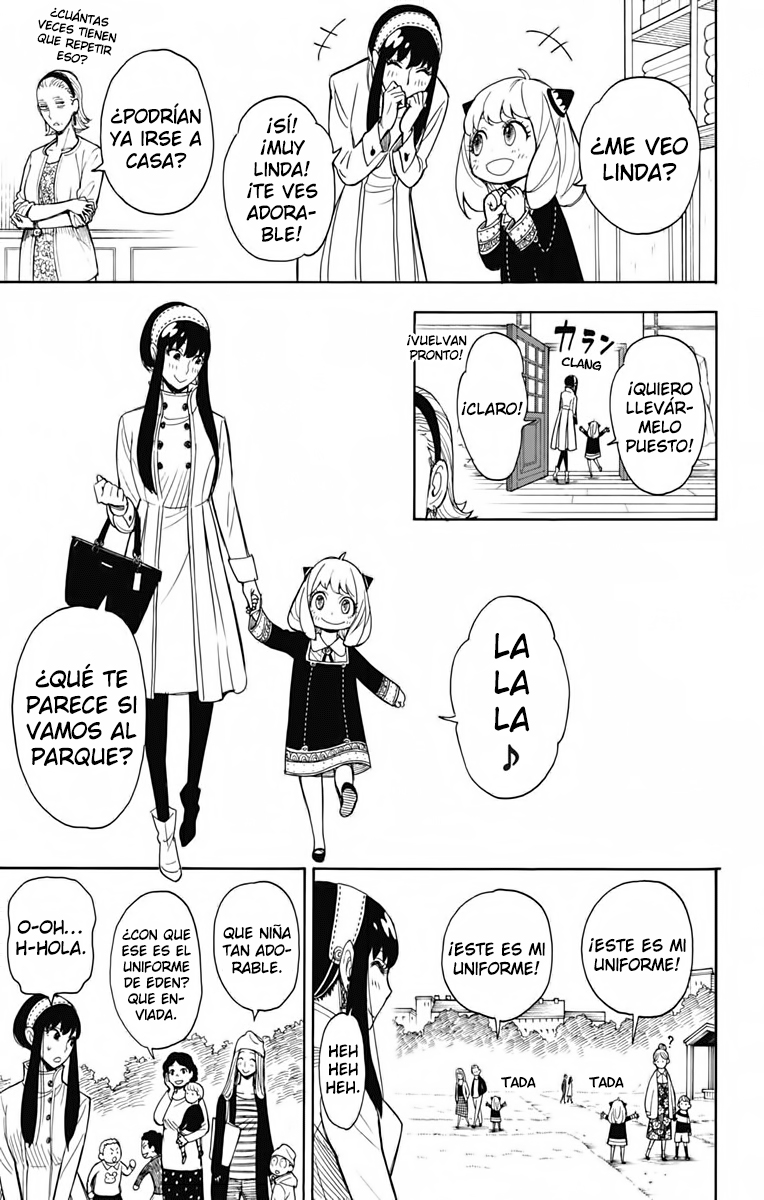 ¿ME VEO
LINDA?
¡SÍ!
¡MUY
LINDA!
¡TE VES
ADORA-
BLE!
¿PODRÍAN
YA IRSE A
CASA?
¿CUÁNTAS
VECES TIENEN
QUE REPETIR
ESO?
カラン
CLANG
¡QUIERO
LLEVÁR-
MELO
PUESTO!
¡CLARO!
¡VUELVAN
PRONTO!
LA
LA
LA
♪
¿QUÉ TE
PARECE SI
VAMOS AL
PARQUE?
¡ESTE ES MI
UNIFORME!
¡ESTE ES MI
UNIFORME!
?
TADA
TADA
HEH
HEH
HEH.
QUE NIÑA
TAN ADO-
RABLE.
¿CON QUE
ESE ES EL
UNIFORME
DE EDEN?
QUE EN-
VIADA.
O-OH...
H-HOLA.